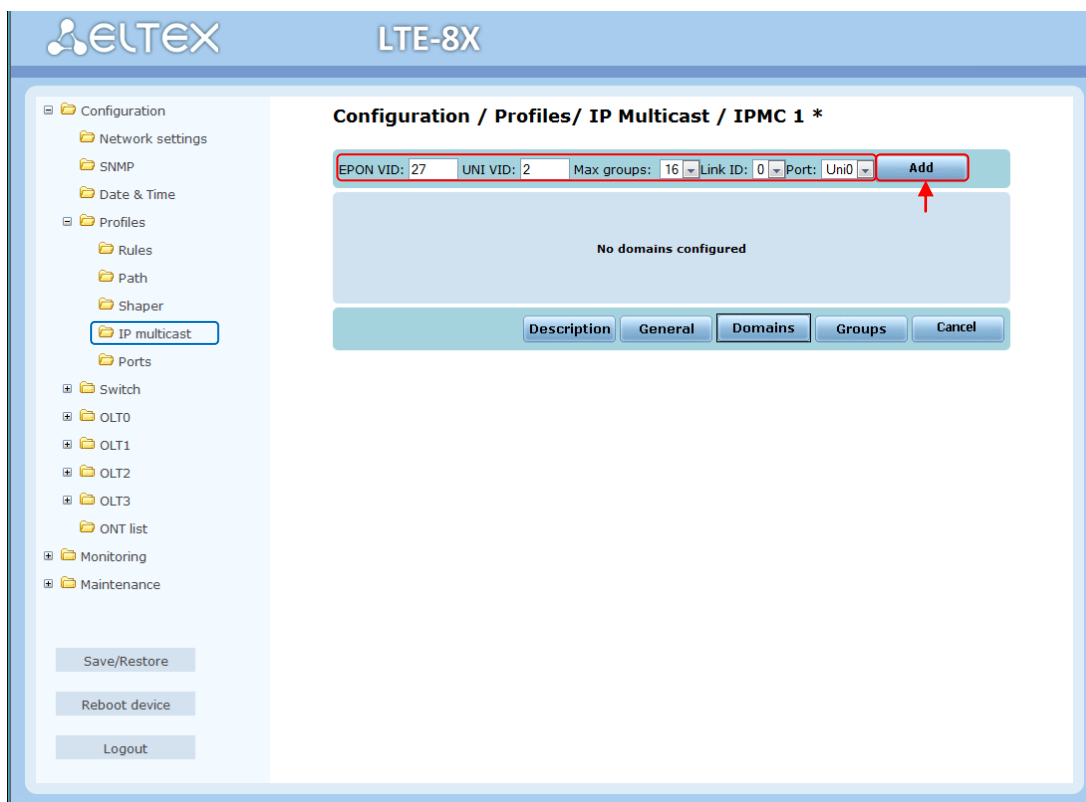 ELTEX LTE-8X
Configuration
Network settings
SNMP
Date & Time
Profiles
Rules
Path
Shaper
IP multicast
Ports
Switch
OLT0
OLT1
OLT2
OLT3
ONT list
Monitoring
Maintenance
Save/Restore
Reboot device
Logout
Configuration / Profiles/ IP Multicast / IPMC 1 *
EPON VID: 27 UNI VID: 2 Max groups: 16 Link ID: 0 Port: Uni0 Add
No domains configured
Description General Domains Groups Cancel